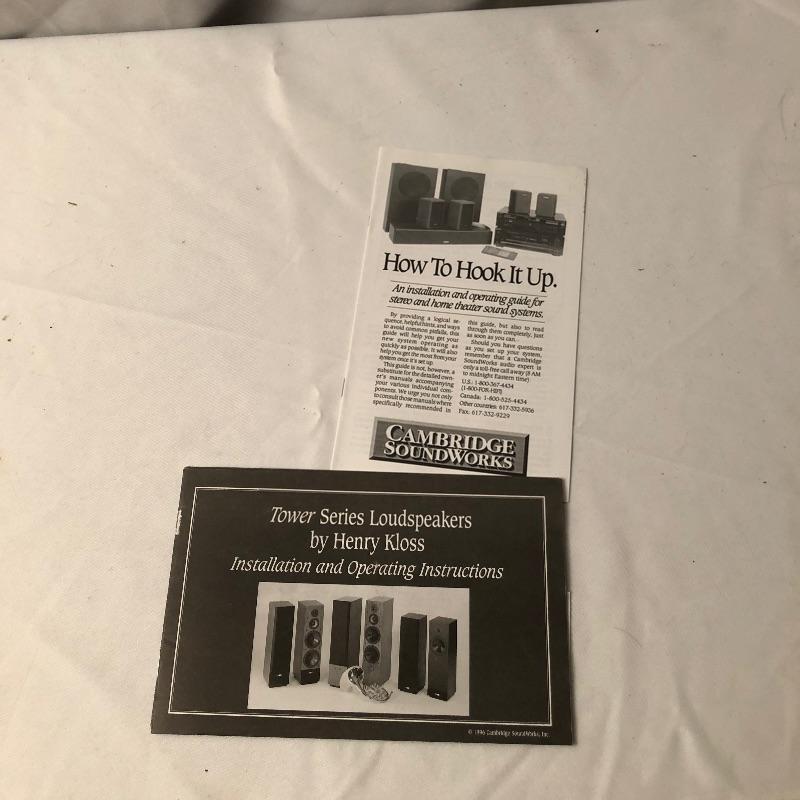 How To Hook It Up.
An installation and operating guide for
stereo and home theater sound systems.
By providing a logical se-
quence, helpful hints, and ways
to avoid common pitfalls, this
guide will help you get your
new system operating as
quickly as possible. It will also
help you get the most from your
system once it's set up.
This guide is not, however, a
substitute for the detailed own-
er's manuals accompanying
your various individual com-
ponents. We urge you not only
to consult those manuals where
specifically recommended in
this guide, but also to read
through them completely, just
as soon as you can.
Should you have questions
as you set up your system,
remember that a Cambridge
SoundWorks audio expert is
only a toll-free call away (8 AM
to midnight Eastern time)
U.S.: 1-800-367-4434
(1-800-FOR-HIFI)
Canada: 1-800-525-4434
Other countries: 617-332-5936
Fax: 617-332-9229
CAMBRIDGE
SOUNDWORKS
Tower Series Loudspeakers
by Henry Kloss
Installation and Operating Instructions
© 1996 Cambridge SoundWorks, Inc.